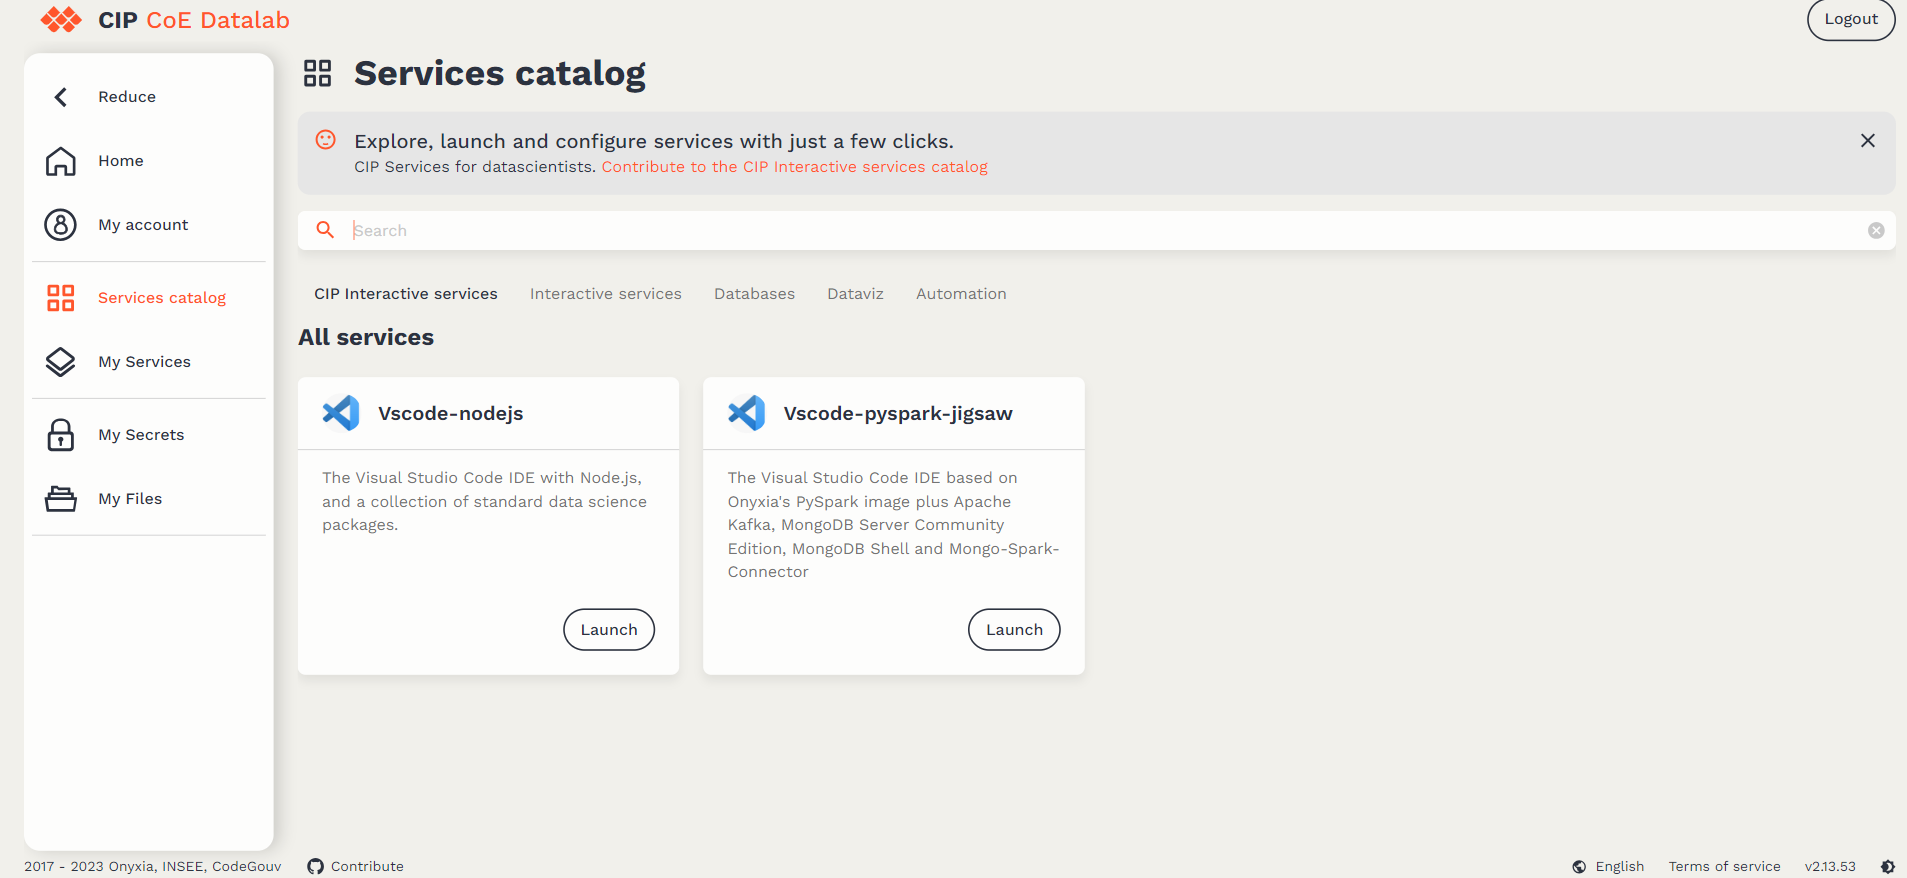 CIP CoE Datalab
Logout
Reduce
Home
My account
Services catalog
My Services
My Secrets
My Files
Services catalog
Explore, launch and configure services with just a few clicks.
CIP Services for datascientists. Contribute to the CIP Interactive services catalog
Search
CIP Interactive services
Interactive services
Databases
Dataviz
Automation
All services
Vscode-nodejs
The Visual Studio Code IDE with Node.js,
and a collection of standard data science
packages.
Launch
Vscode-pyspark-jigsaw
The Visual Studio Code IDE based on
Onyxia's PySpark image plus Apache
Kafka, MongoDB Server Community
Edition, MongoDB Shell and Mongo-Spark-
Connector
Launch
2017 - 2023 Onyxia, INSEE, CodeGouv
Contribute
English
Terms of service
v2.13.53